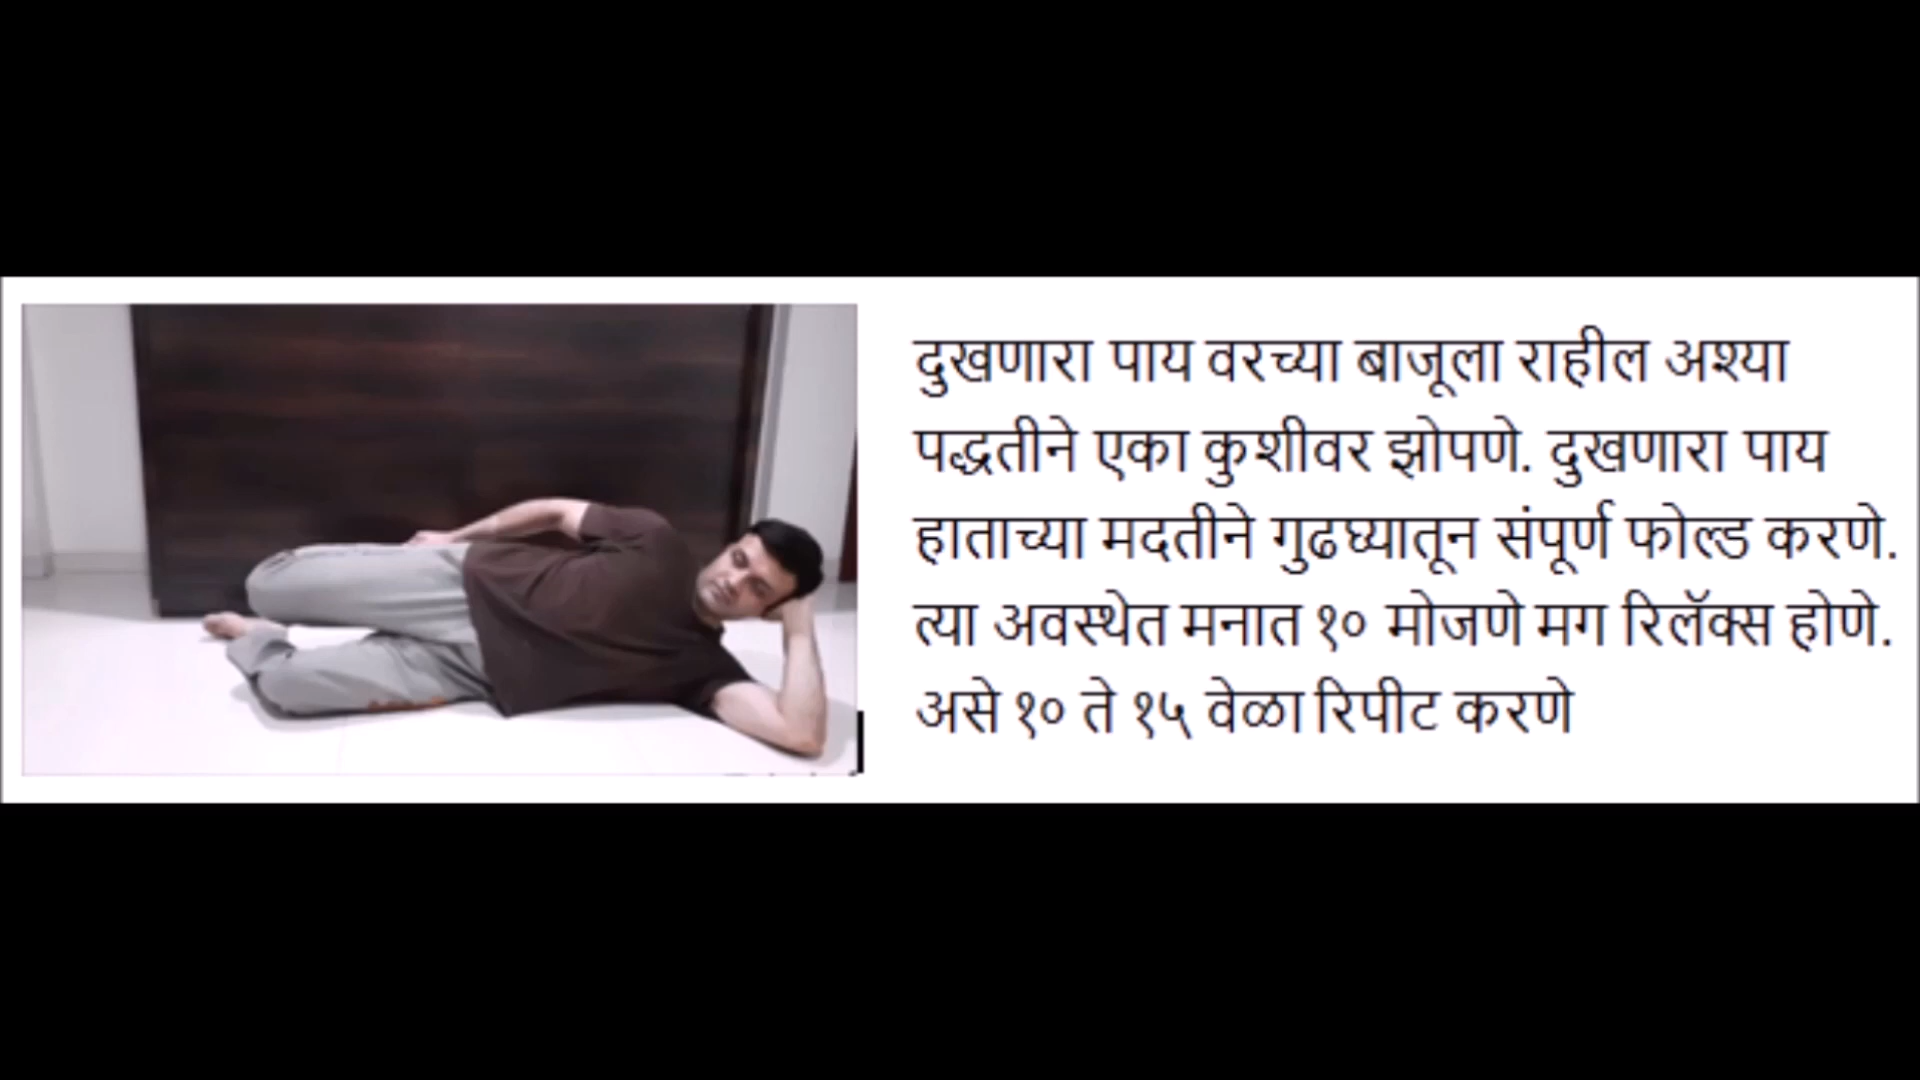 दुखणारा पाय वरच्या बाजूला राहील अश्या
पद्धतीने एका कुशीवर झोपणे. दुखणारा पाय
हाताच्या मदतीने गुढघ्यातून संपूर्ण फोल्ड करणे.
त्या अवस्थेत मनात १० मोजणे मग रिलॅक्स होणे.
असे १० ते १५ वेळा रिपीट करणे